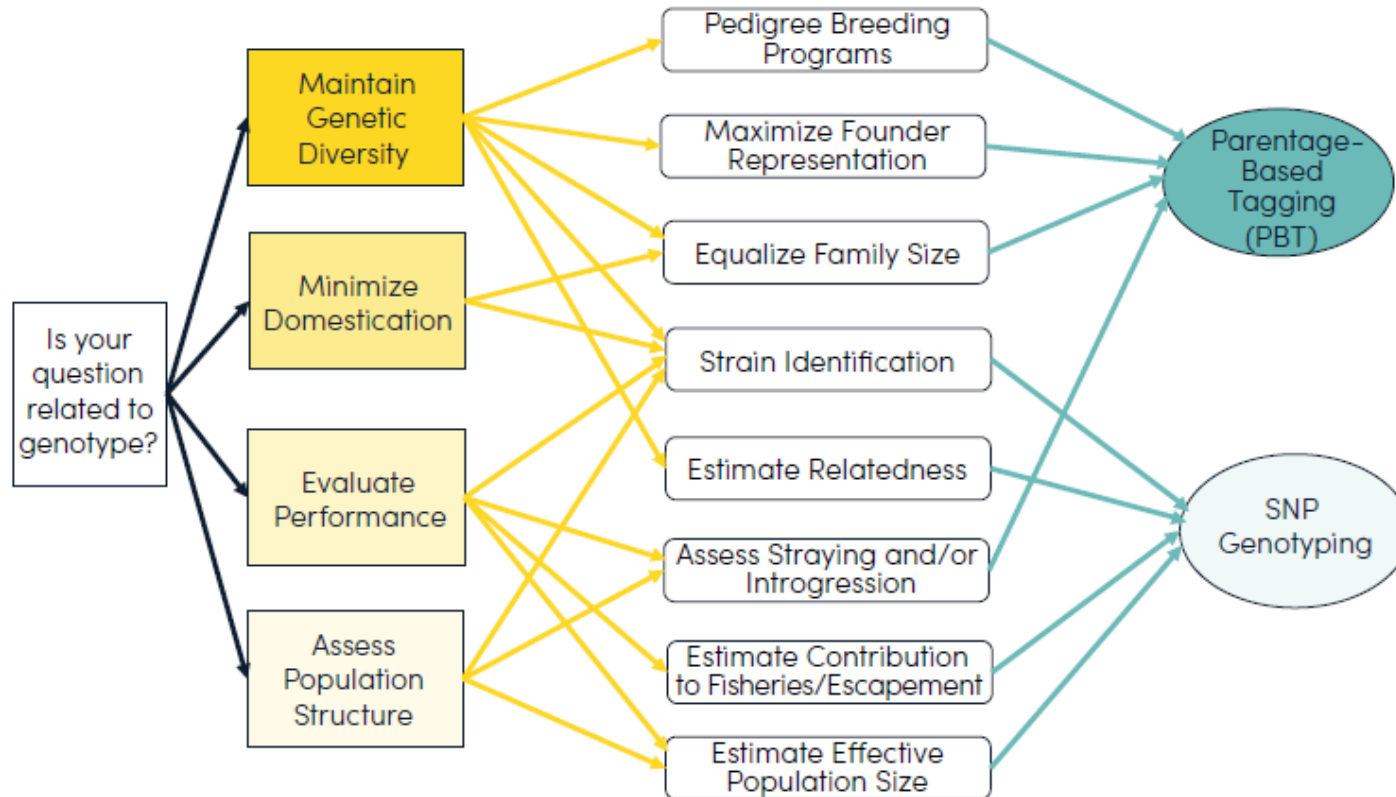 Is your
question
related to
genotype?
Maintain
Genetic
Diversity
Minimize
Domestication
Evaluate
Performance
Assess
Population
Structure
Pedigree Breeding
Programs
Maximize Founder
Representation
Equalize Family Size
Strain Identification
Estimate Relatedness
Assess Straying and/or
Introgression
Estimate Contribution
to Fisheries/Escapement
Estimate Effective
Population Size
Parentage-
Based
Tagging
(PBT)
SNP
Genotyping